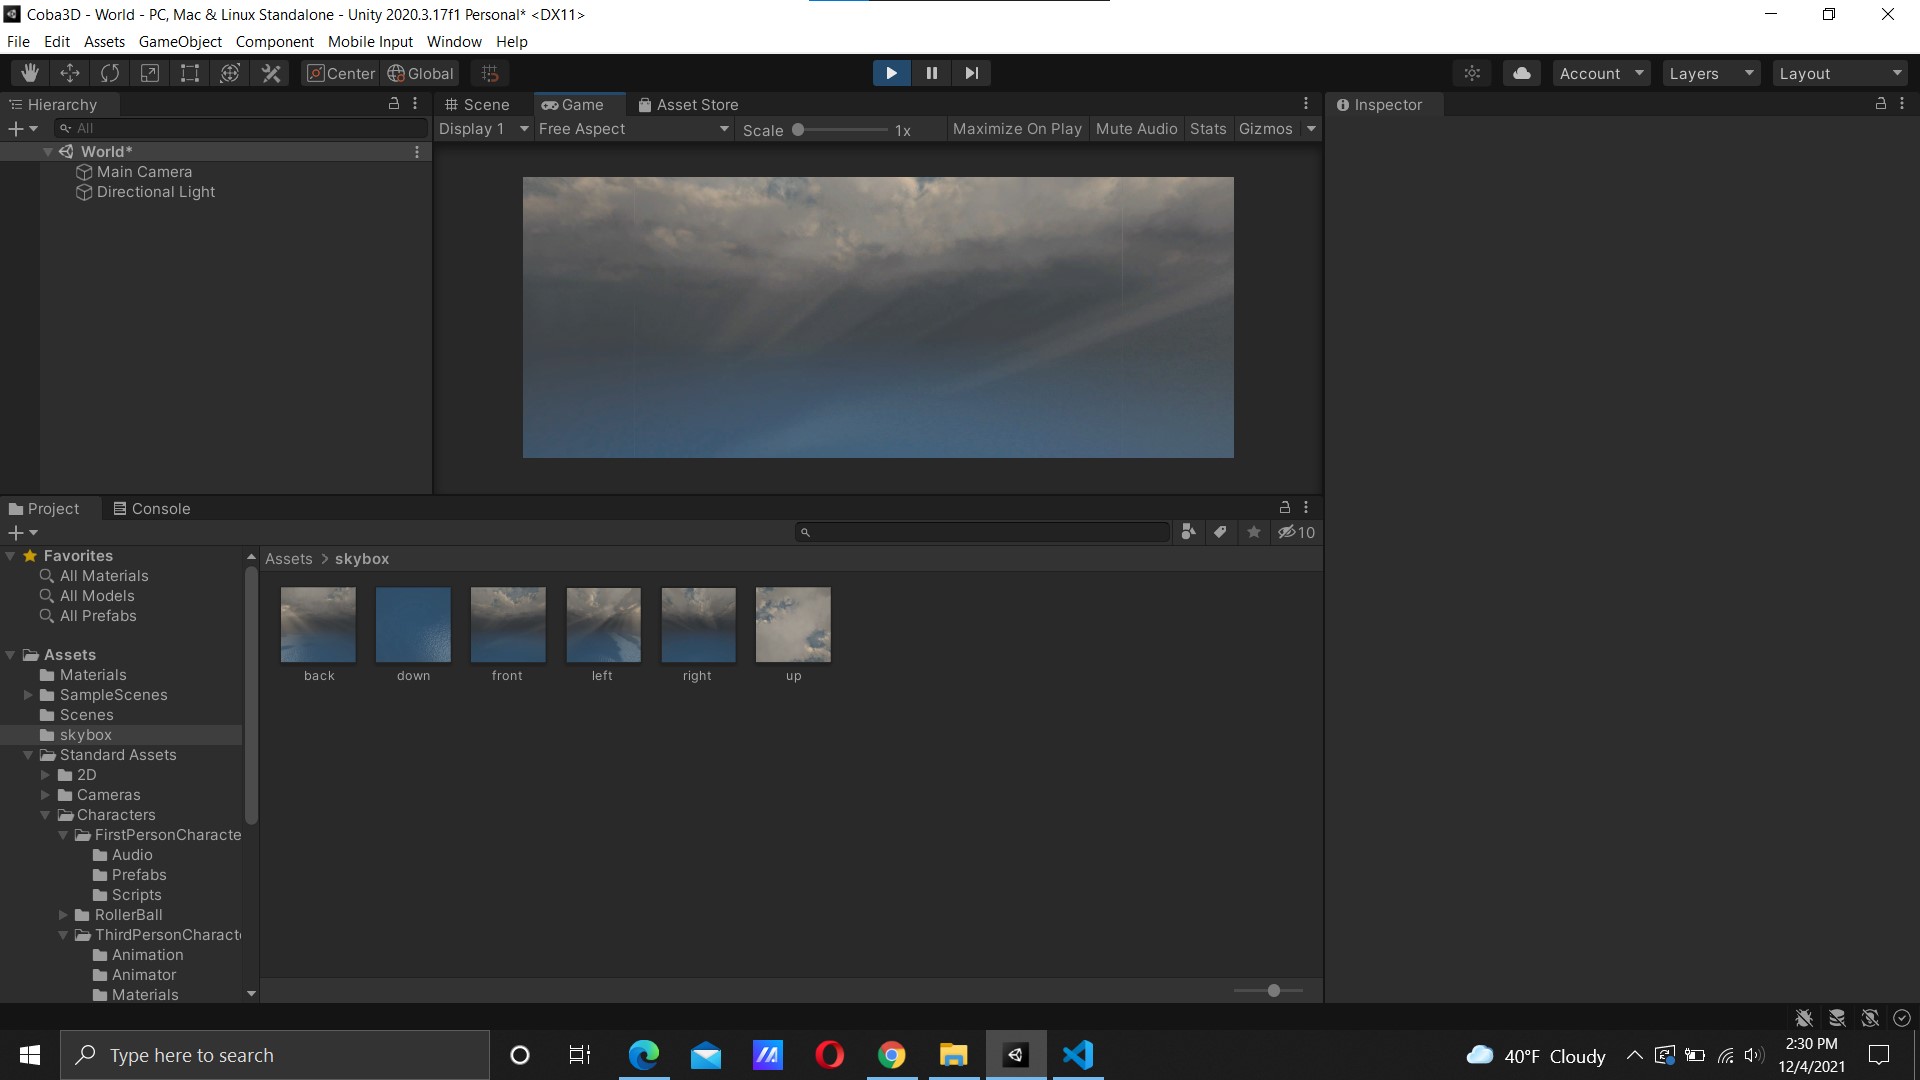 Coba3D - World - PC, Mac & Linux Standalone - Unity 2020.3.17f1 Personal* <DX11>
File Edit Assets GameObject Component Mobile Input Window Help
Center Global Account Layers Layout
Hierarchy
All
World*
Main Camera
Directional Light
Scene Game Asset Store
Display 1 Free Aspect Scale 1x Maximize On Play Mute Audio Stats Gizmos
Inspector
Project Console
10
Favorites
All Materials
All Models
All Prefabs
Assets
Materials
SampleScenes
Scenes
skybox
Standard Assets
2D
Cameras
Characters
FirstPersonCharacte
Audio
Prefabs
Scripts
RollerBall
ThirdPersonCharact
Animation
Animator
Materials
Assets > skybox
back down front left right up
Type here to search
40°F Cloudy
2:30 PM
12/4/2021